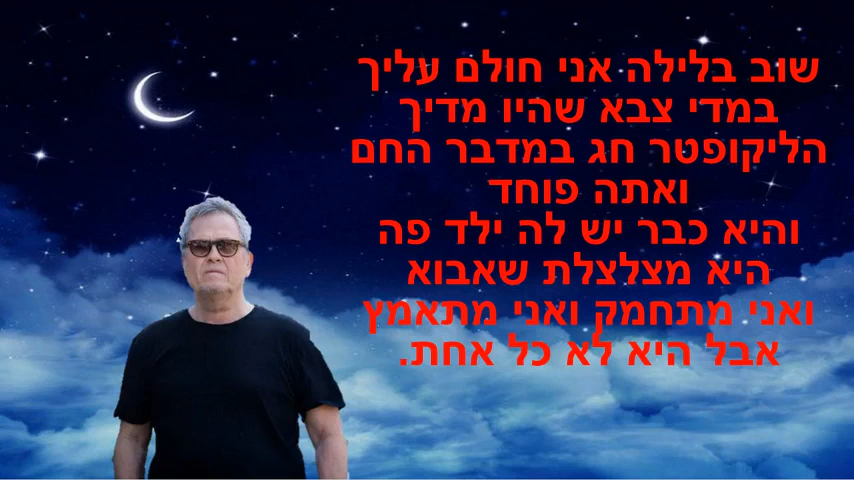 שוב בלילה אני חולם עליך
במדי צבא שהיו מדיך
הליקופטר חג במדבר החם
ואתה פוחד
והיא כבר יש לה ילד פה
היא מצלצלת שאבוא
ואני מתחמק ואני מתאמץ
אבל היא לא כל אחת.